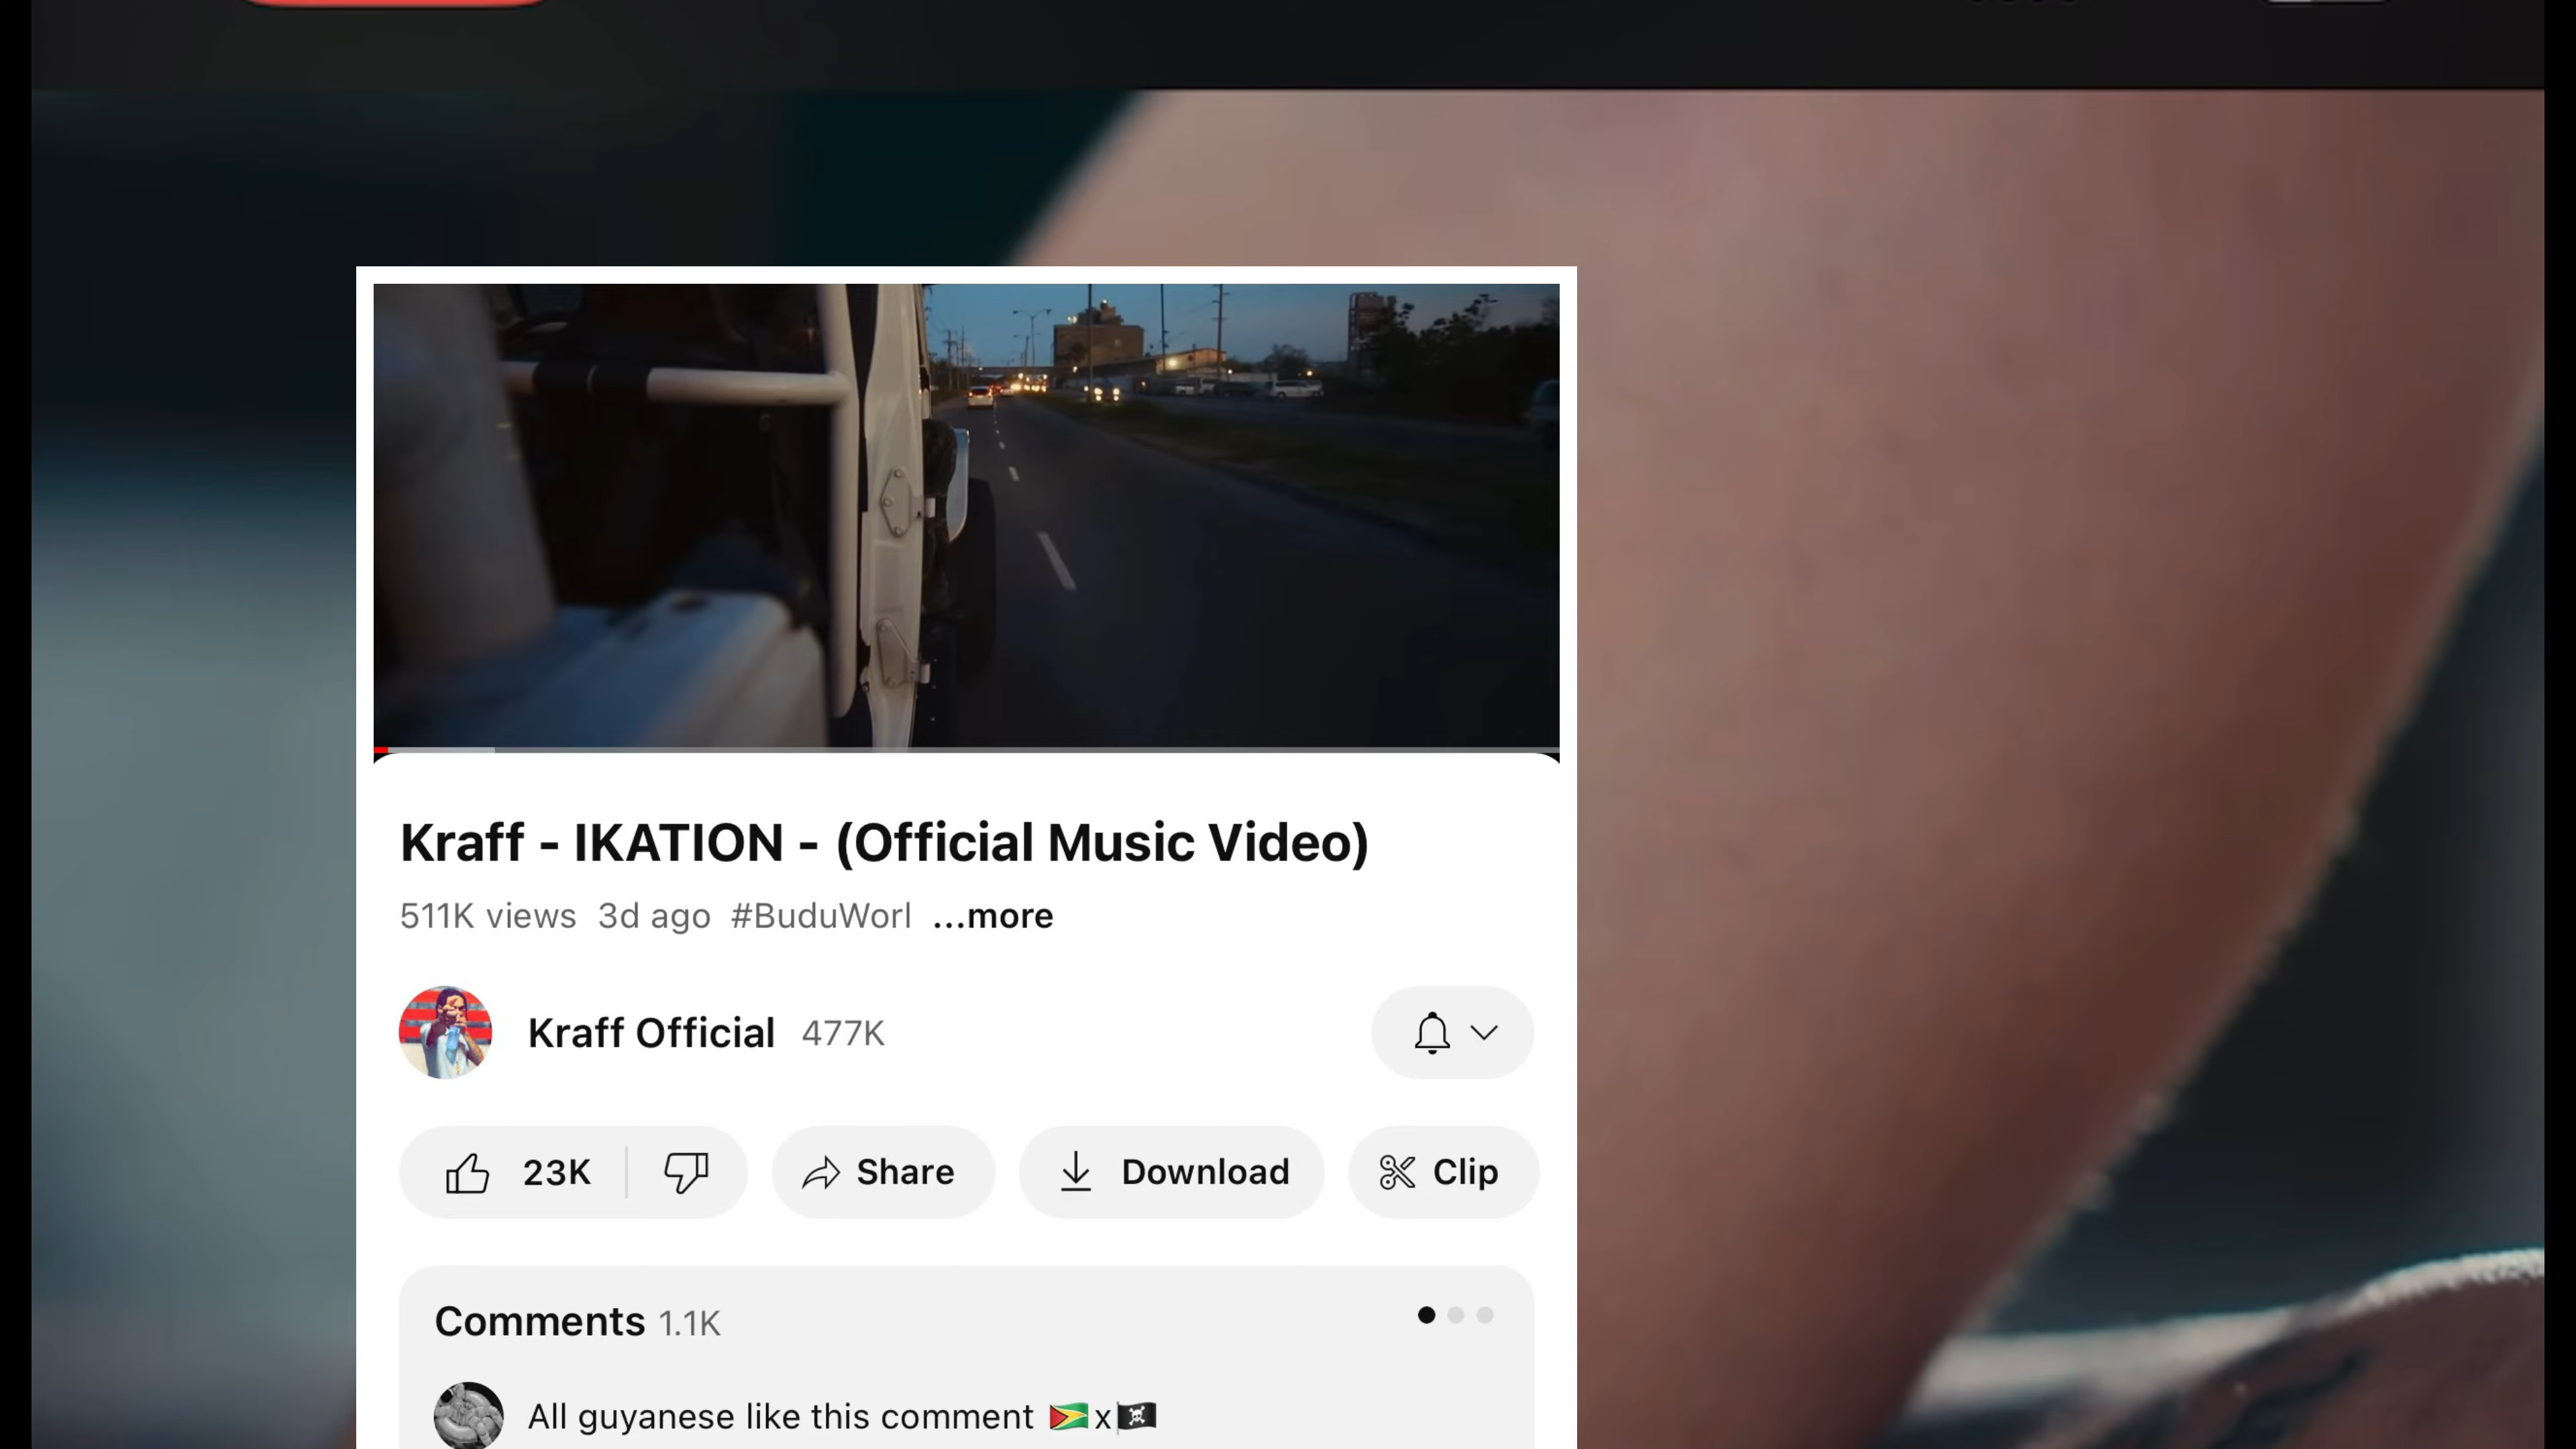 Kraff - IKATION - (Official Music Video)
511K views 3d ago #BuduWorl ...more
Kraff Official 477K
23K Share Download Clip
Comments 1.1K
All guyanese like this comment 🇬🇾x🏴‍☠️